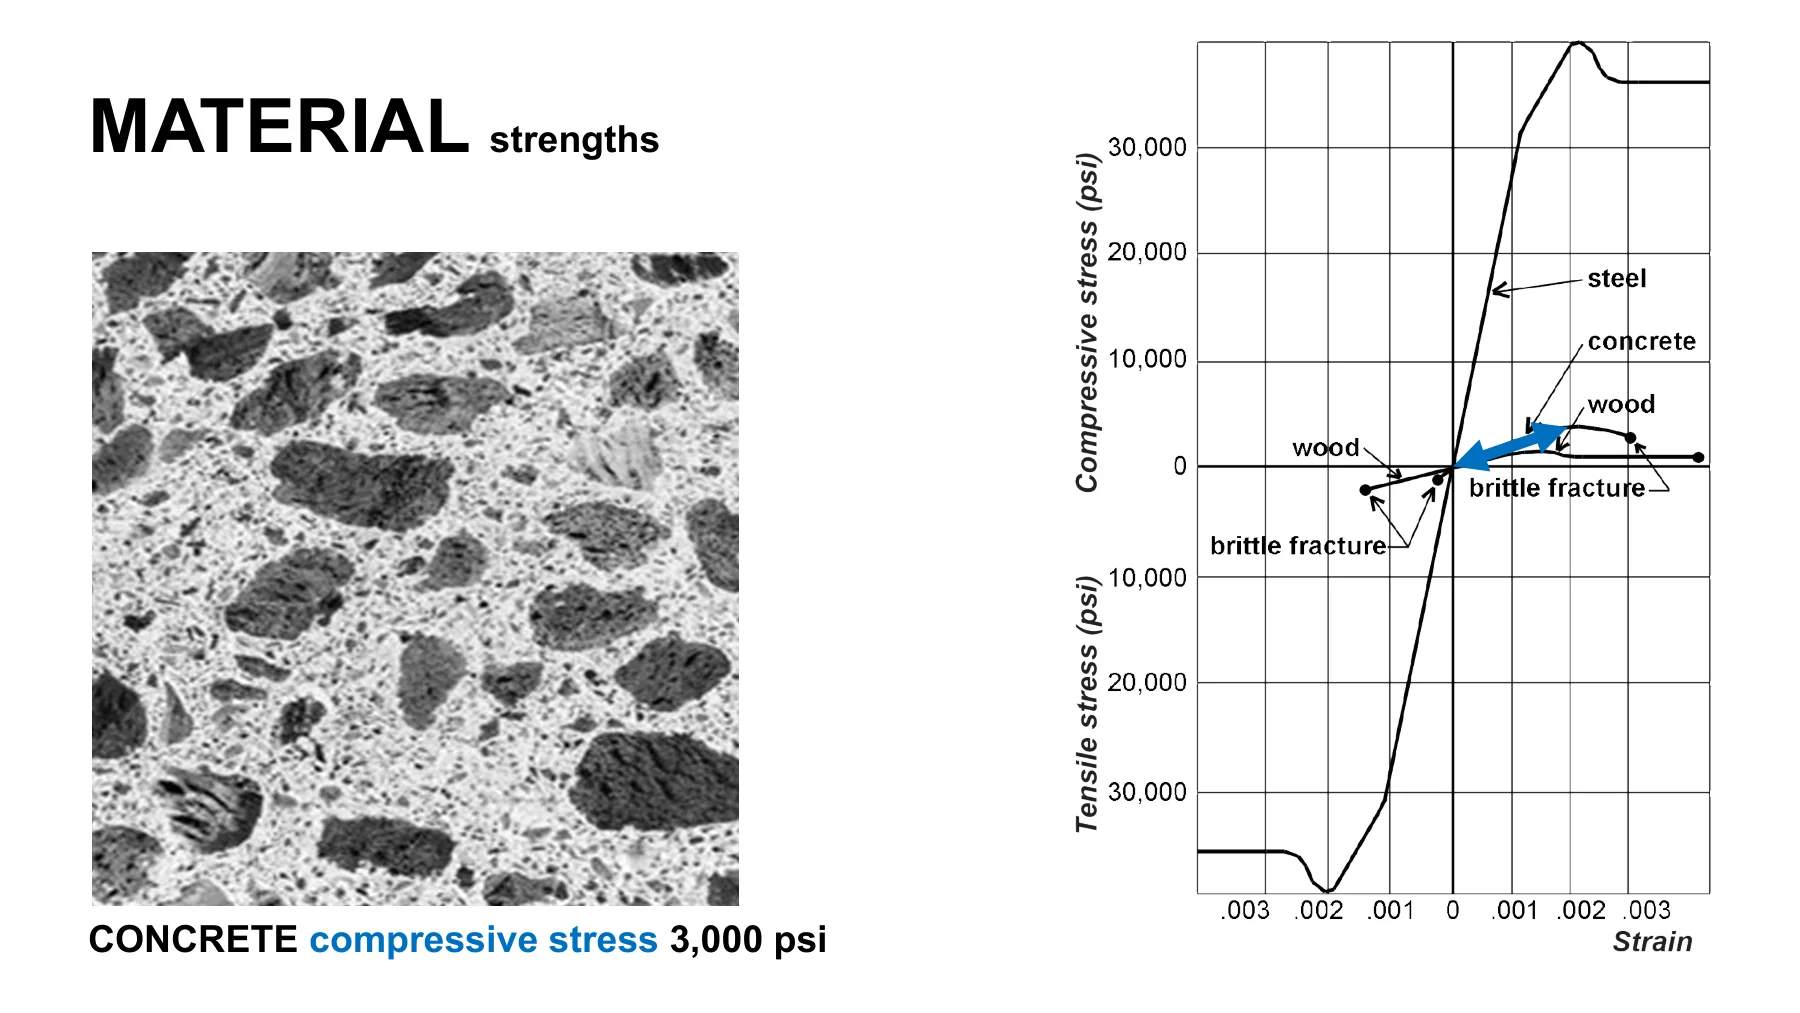 MATERIAL strengths
CONCRETE compressive stress 3,000 psi
Compressive stress (psi)
30,000
20,000
10,000
0
Tensile stress (psi)
10,000
20,000
30,000
steel
concrete
wood
wood
brittle fracture
brittle fracture
.003 .002 .001 0 .001 .002 .003
Strain